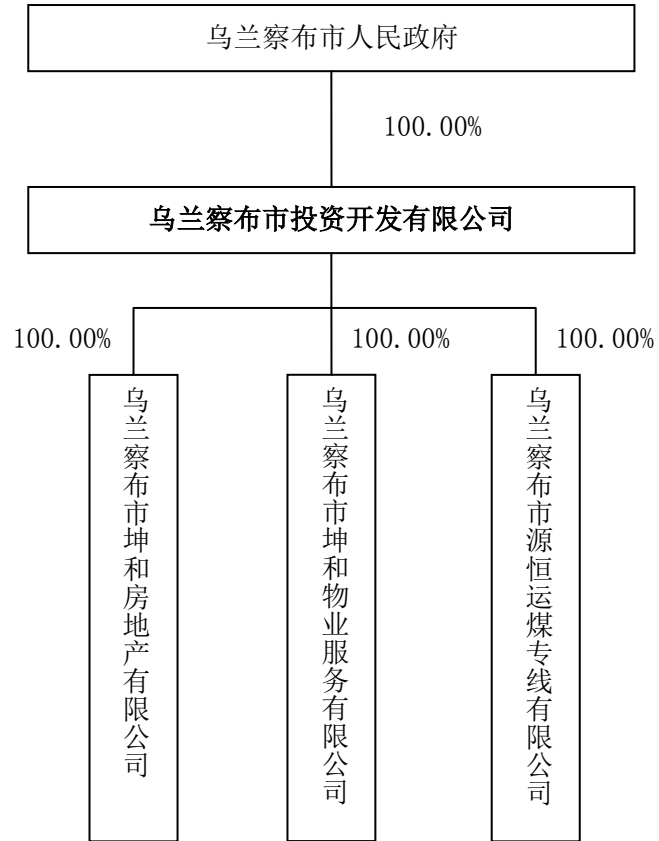 乌兰察布市人民政府
100.00%
乌兰察布市投资开发有限公司
100.00%
100.00%
100.00%
乌兰察布市坤和房地产有限公司
乌兰察布市坤和物业服务有限公司
乌兰察布市源恒运煤专线有限公司